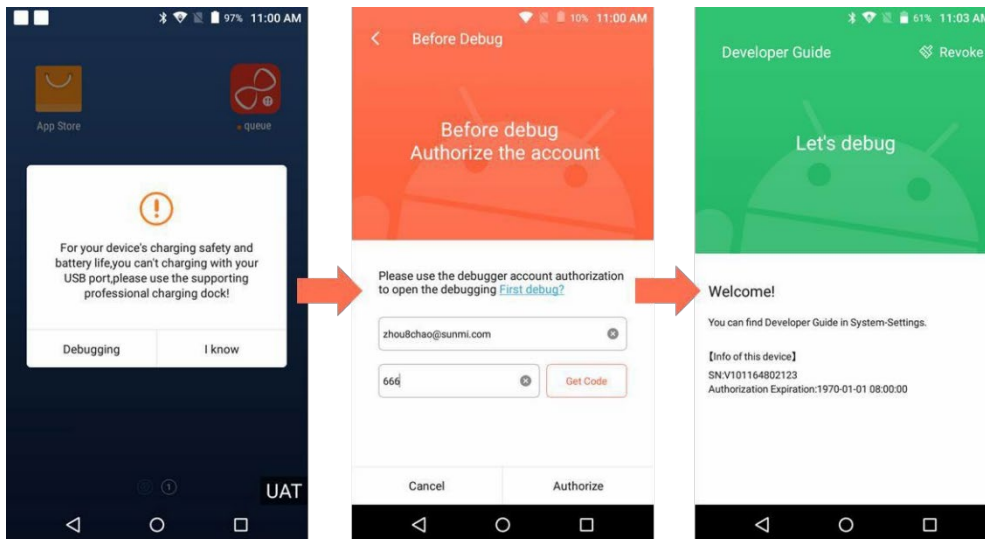 97% 11:00 AM
App Store
queue
For your device's charging safety and
battery life,you can't charging with your
USB port,please use the supporting
professional charging dock!
Debugging I know
1
UAT
10% 11:00 AM
Before Debug
Before debug
Authorize the account
Please use the debugger account authorization
to open the debugging First debug?
zhou8chao@sunmi.com
666 Get Code
Cancel Authorize
61% 11:03 AM
Developer Guide Revoke
Let's debug
Welcome!
You can find Developer Guide in System-Settings.
【Info of this device】
SN:V101164802123
Authorization Expiration:1970-01-01 08:00:00